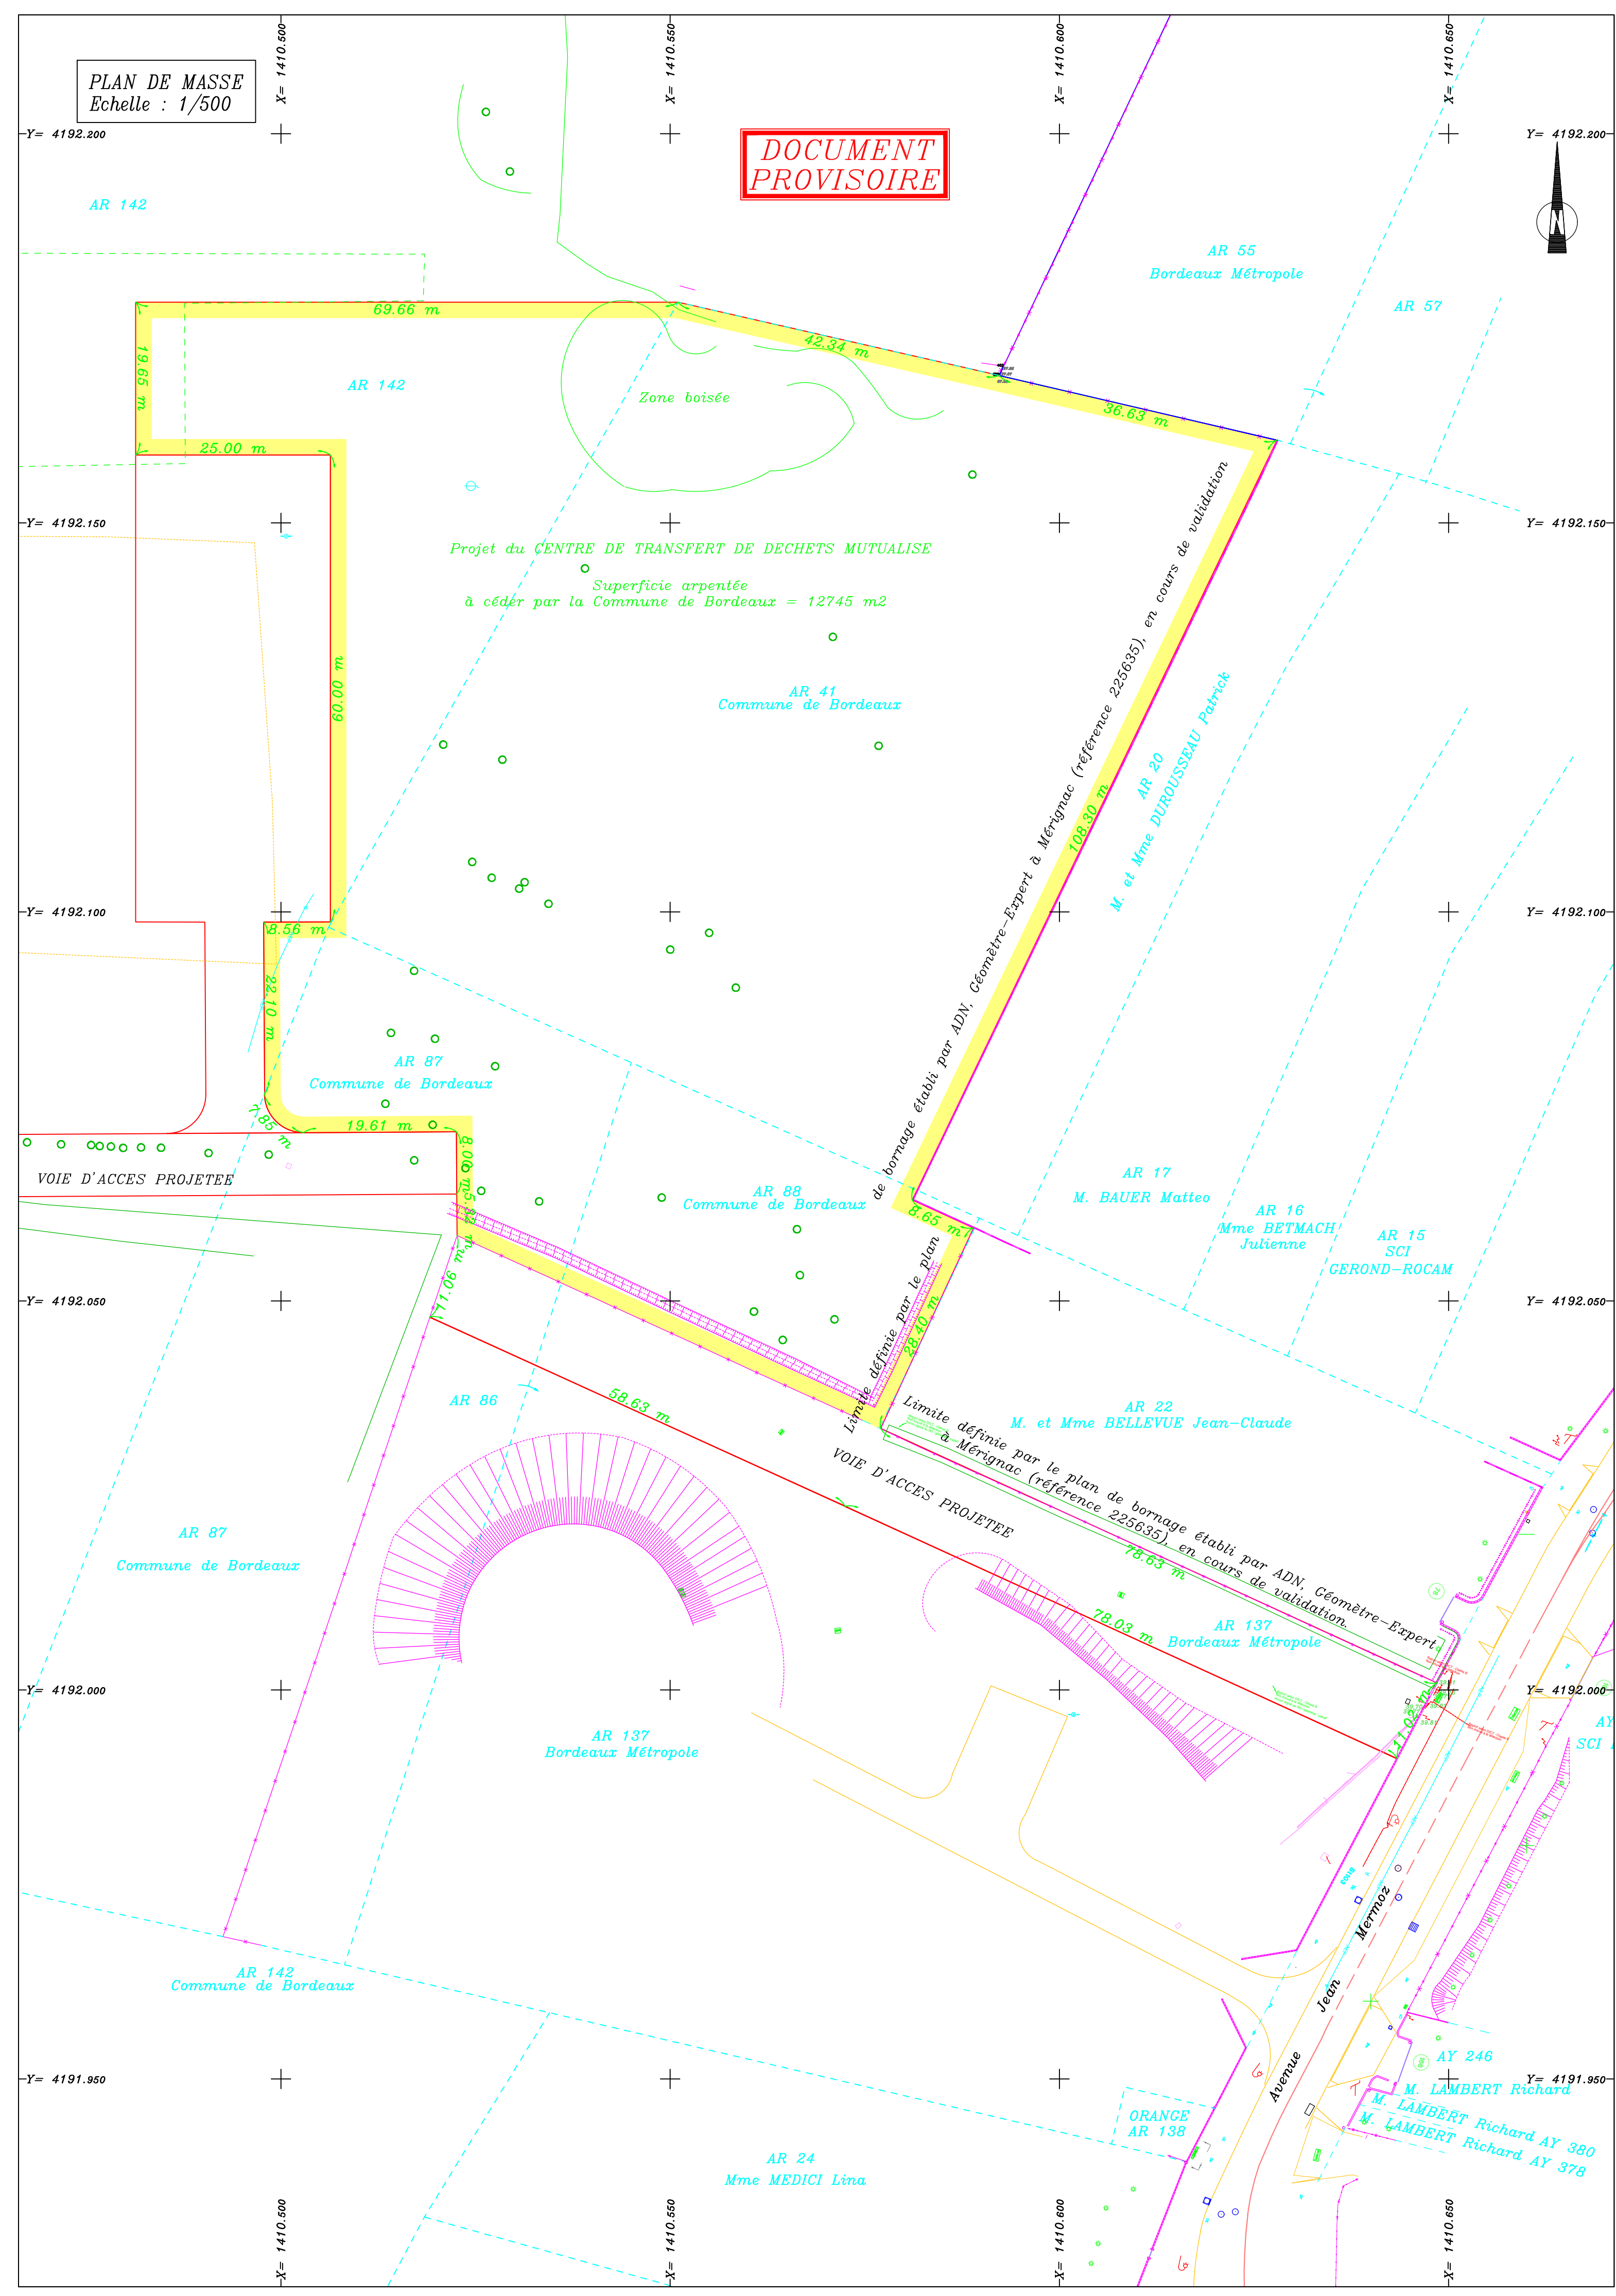 X= 1410.500
X= 1410.550
X= 1410.600
X= 1410.650
PLAN DE MASSE
Echelle : 1/500
Y= 4192.200
Y= 4192.200
DOCUMENT
PROVISOIRE
N
AR 142
AR 55
Bordeaux Métropole
AR 57
69.66 m
42.34 m
19.65 m
AR 142
Zone boisée
36.63 m
25.00 m
Y= 4192.150
Y= 4192.150
Projet du CENTRE DE TRANSFERT DE DECHETS MUTUALISE
Superficie arpentée
à céder par la Commune de Bordeaux = 12745 m2
60.00 m
AR 41
Commune de Bordeaux
Limite définie par le plan
de bornage établi par ADN, Géomètre-Expert à Mérignac (référence 225635), en cours de validation
108.30 m
AR 20
M. et Mme DUROUSSEAU Patrick
Y= 4192.100
Y= 4192.100
8.56 m
22.10 m
AR 87
Commune de Bordeaux
7.85 m
19.61 m
8.00 m
5.32 m
VOIE D'ACCES PROJETEE
AR 88
Commune de Bordeaux
8.65 m
AR 17
M. BAUER Matteo
AR 16
Mme BETMACH
Julienne
AR 15
SCI
GEROND-ROCAM
11.06 m
28.40 m
Y= 4192.050
Y= 4192.050
58.63 m
AR 86
AR 22
M. et Mme BELLEVUE Jean-Claude
Limite définie par le plan de bornage établi par ADN, Géomètre-Expert
à Mérignac (référence 225635), en cours de validation.
VOIE D'ACCES PROJETEE
78.63 m
AR 87
Commune de Bordeaux
78.03 m
AR 137
Bordeaux Métropole
11.02 m
Y= 4192.000
Y= 4192.000
AR 137
Bordeaux Métropole
AY
SCI
Avenue Jean Mermoz
AR 142
Commune de Bordeaux
Y= 4191.950
Y= 4191.950
AY 246
M. LAMBERT Richard
M. LAMBERT Richard AY 380
M. LAMBERT Richard AY 378
ORANGE
AR 138
AR 24
Mme MEDICI Lina
X= 1410.500
X= 1410.550
X= 1410.600
X= 1410.650